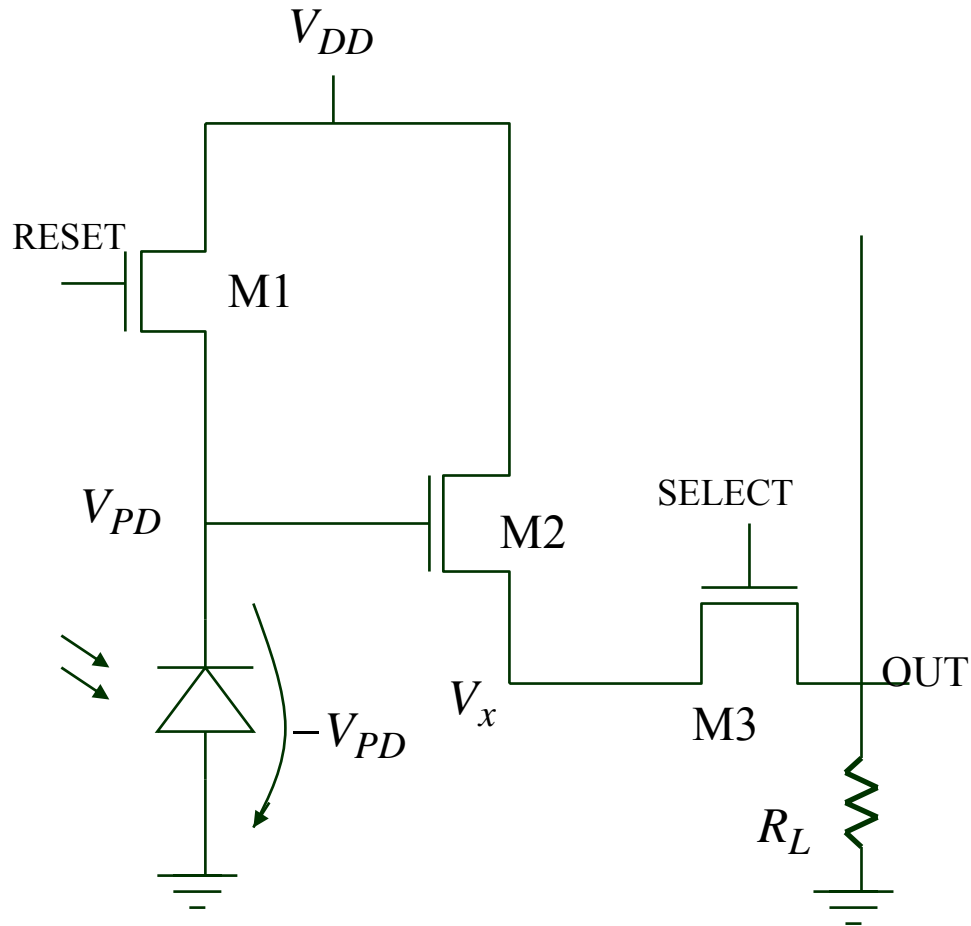 V_DD
RESET
M1
V_PD
M2
SELECT
V_x
OUT
M3
–V_PD
R_L